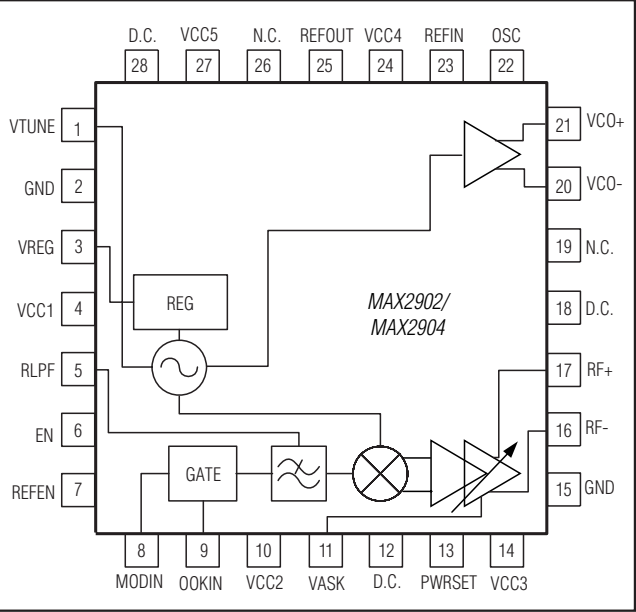 D.C. VCC5 N.C. REFOUT VCC4 REFIN OSC
28 27 26 25 24 23 22
VTUNE 1
GND 2
VREG 3
VCC1 4
RLPF 5
EN 6
REFEN 7
21 VCO+
20 VCO-
19 N.C.
18 D.C.
17 RF+
16 RF-
15 GND
REG
MAX2902/
MAX2904
GATE
8 9 10 11 12 13 14
MODIN OOKIN VCC2 VASK D.C. PWRSET VCC3